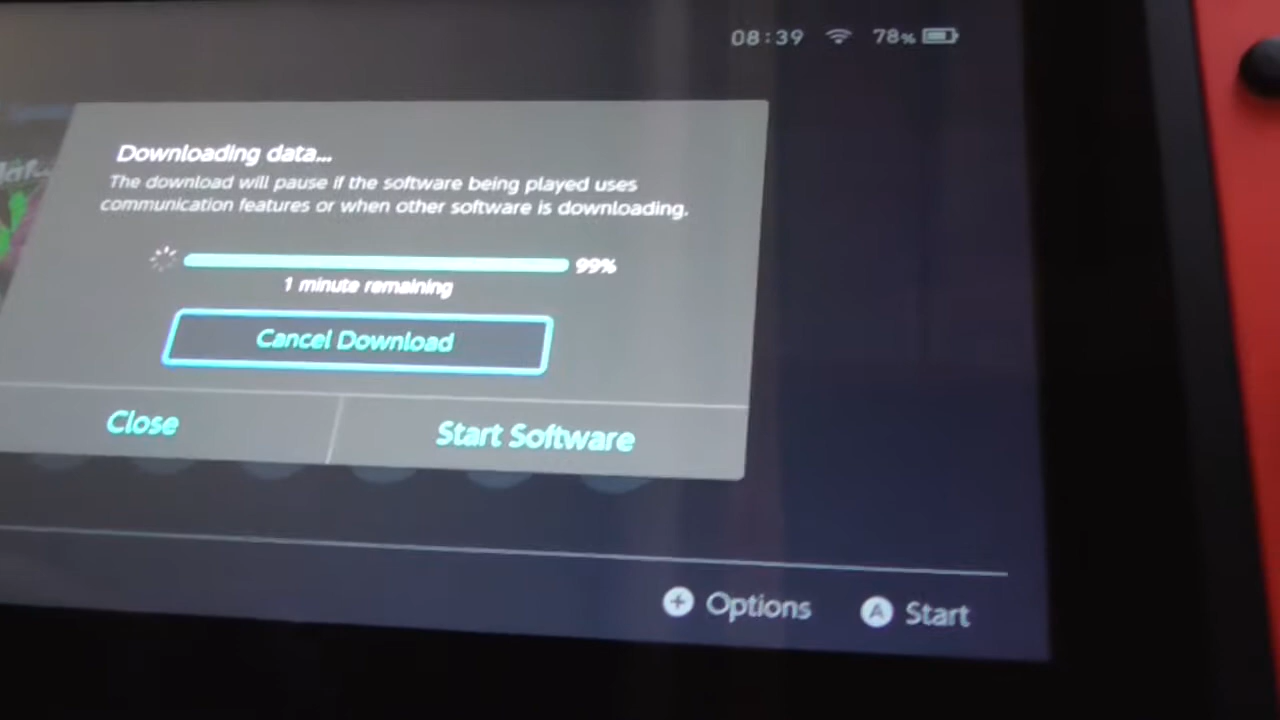 08:39 78%
Downloading data...
The download will pause if the software being played uses
communication features or when other software is downloading.
99%
1 minute remaining
Cancel Download
Close
Start Software
+ Options
A Start